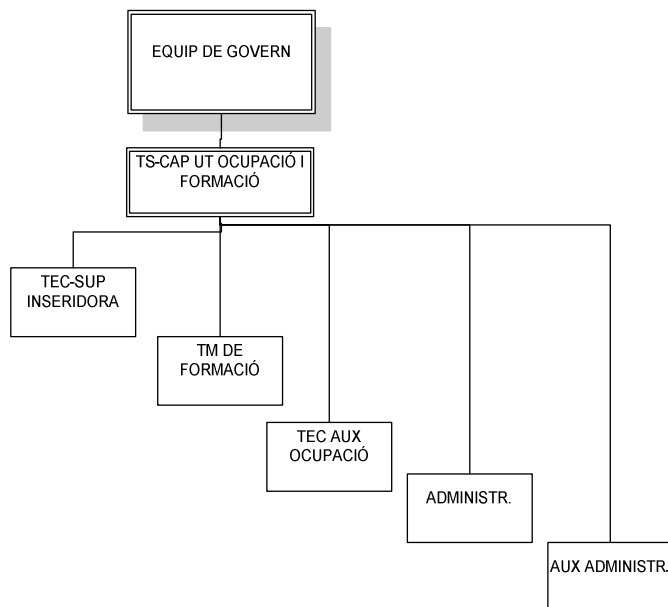 EQUIP DE GOVERN
TS-CAP UT OCUPACIÓ I
FORMACIÓ
TEC-SUP
INSERIDORA
TM DE
FORMACIÓ
TEC AUX
OCUPACIÓ
ADMINISTR.
AUX ADMINISTR.